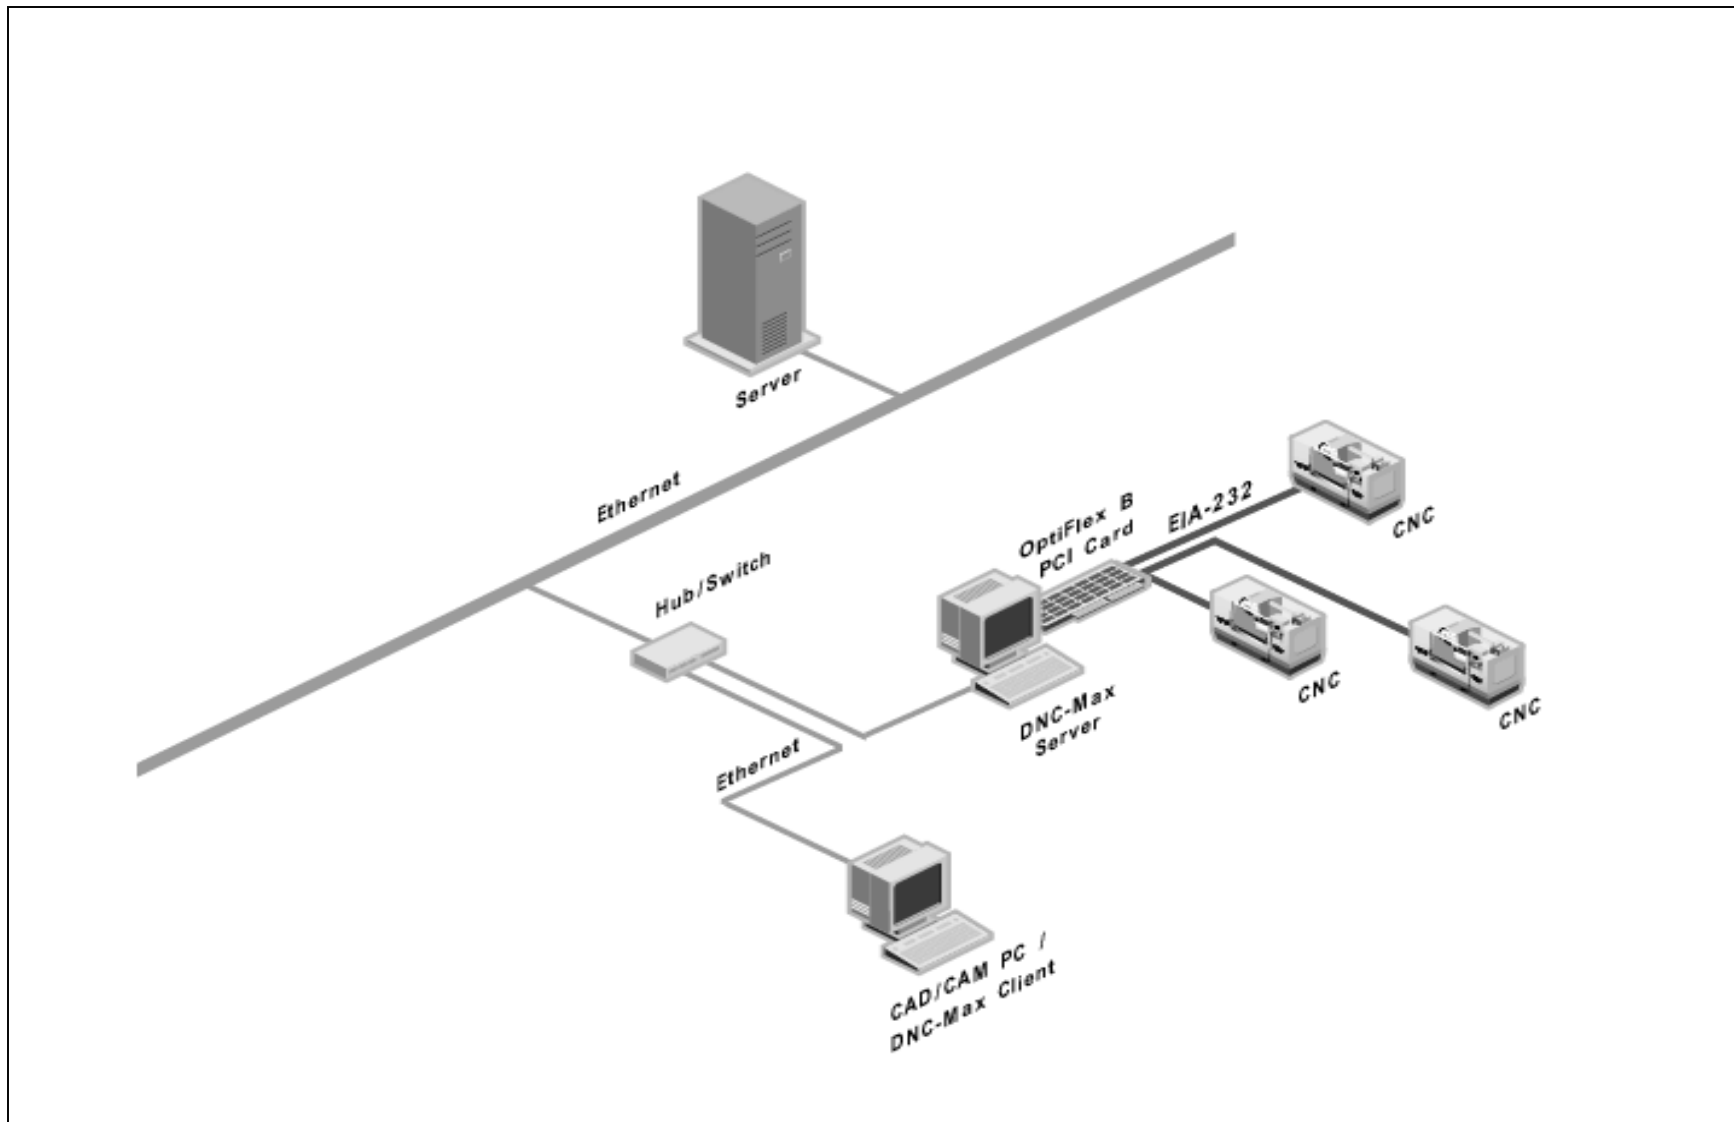 Server
Ethernet
Hub/Switch
OptiFlex B
PCI Card
EIA-232
CNC
CNC
CNC
DNC-Max
Server
Ethernet
CAD/CAM PC /
DNC-Max Client